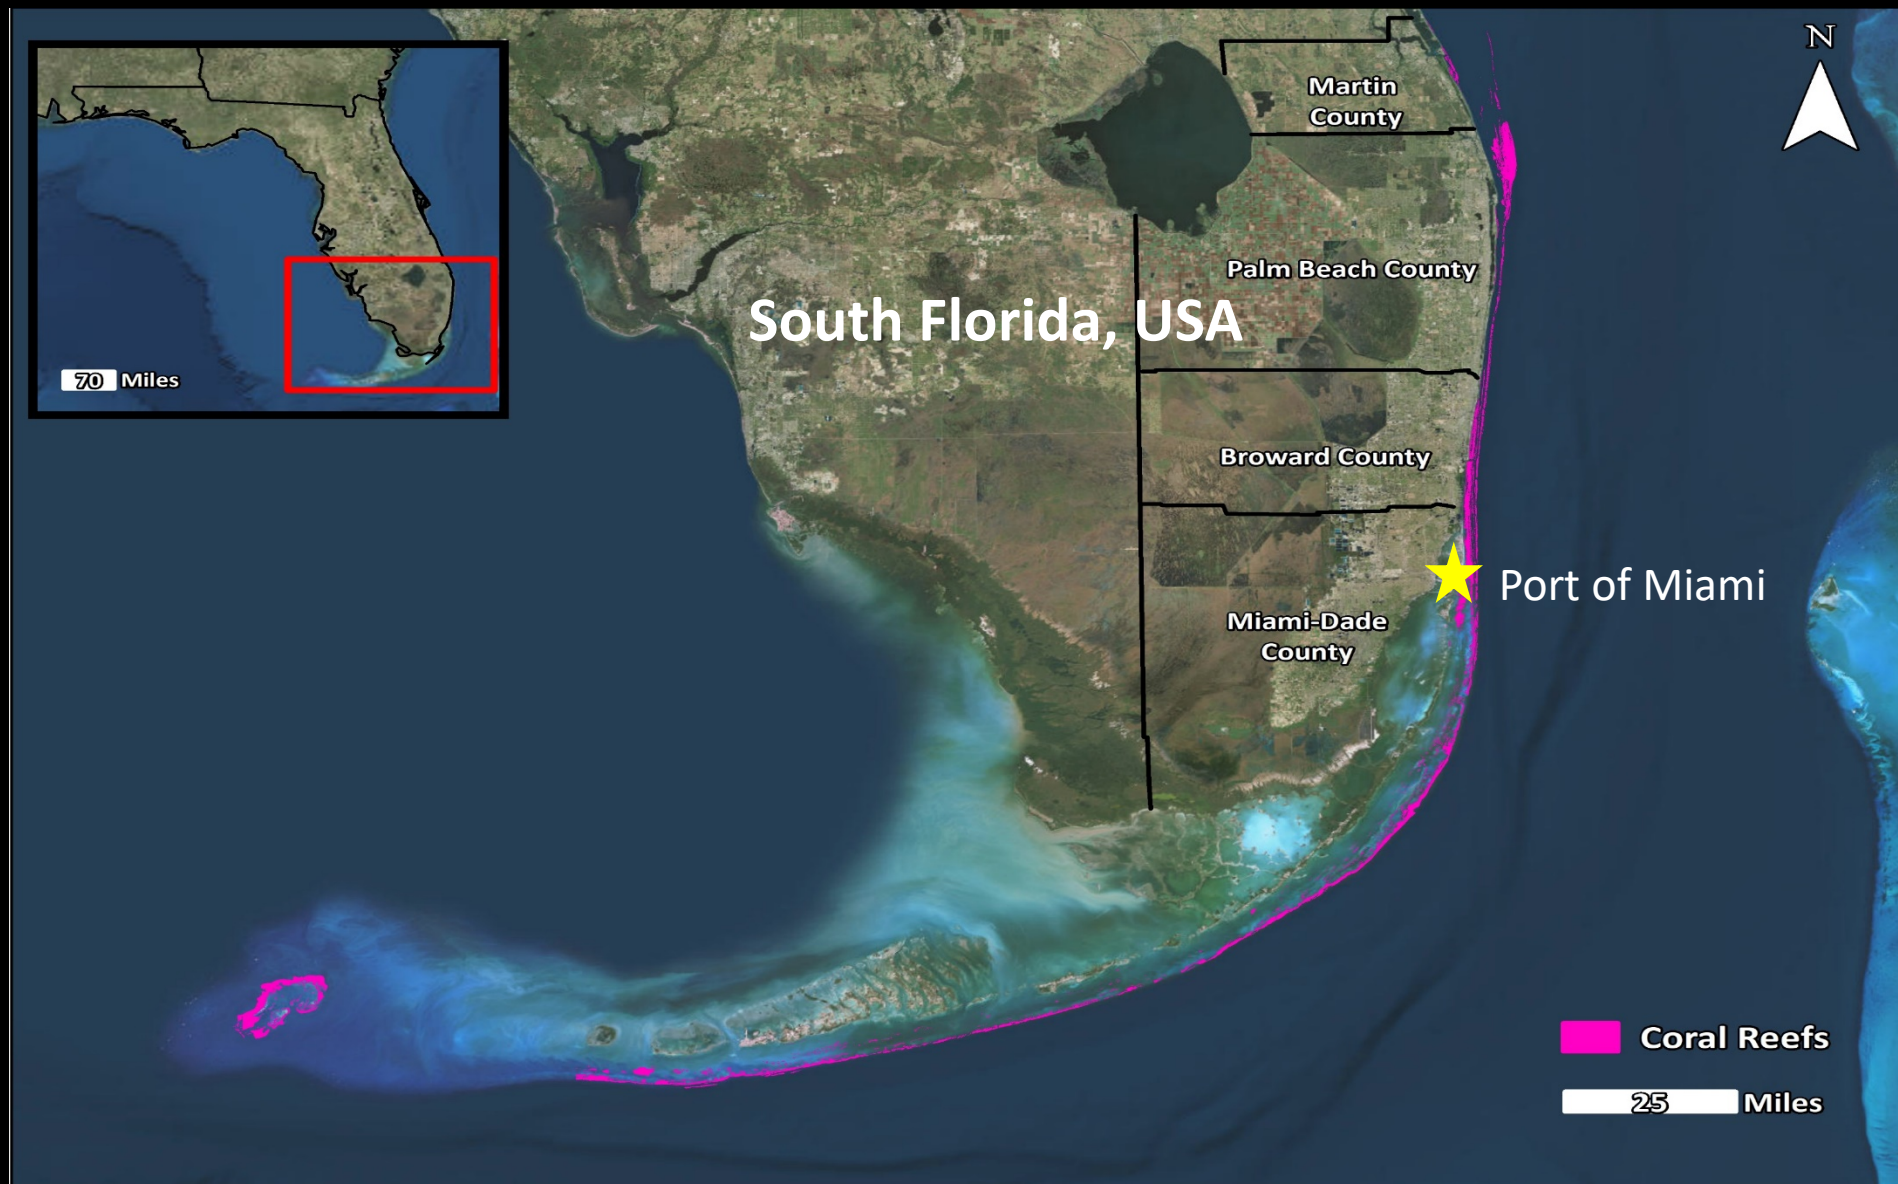 N
Martin
County
Palm Beach County
South Florida, USA
70 Miles
Broward County
Port of Miami
Miami-Dade
County
Coral Reefs
25 Miles